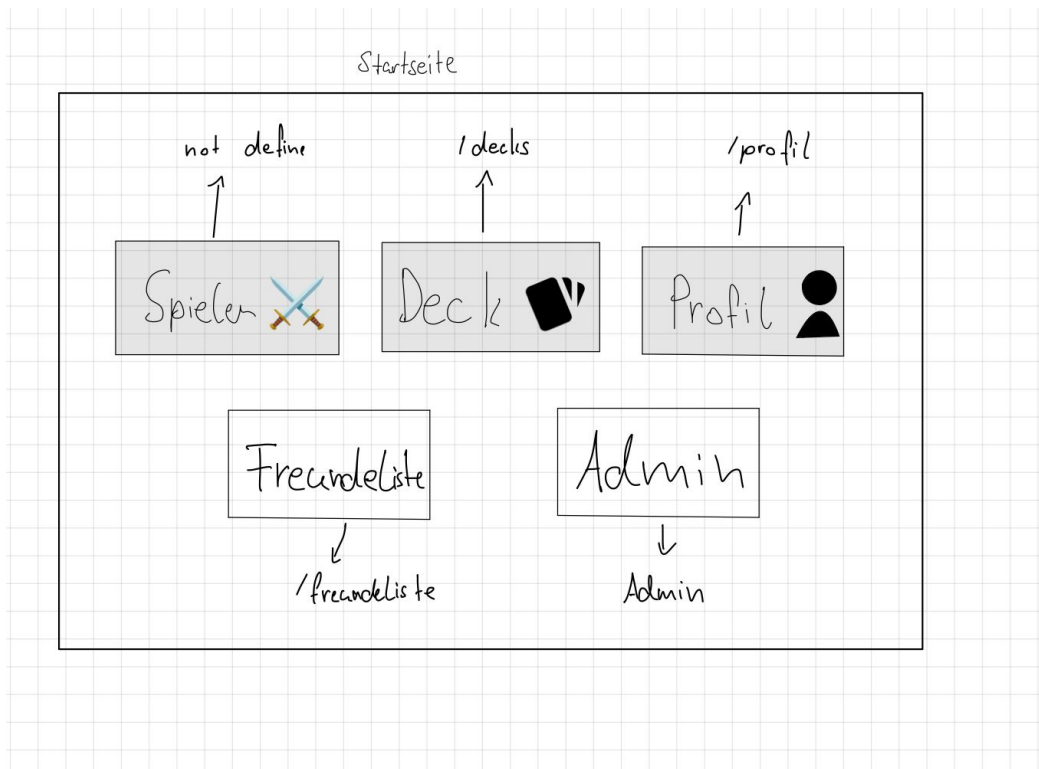 Startseite
not define
/decks
/profil
Spielen
Deck
Profil
Freundeliste
Admin
/freundeliste
Admin